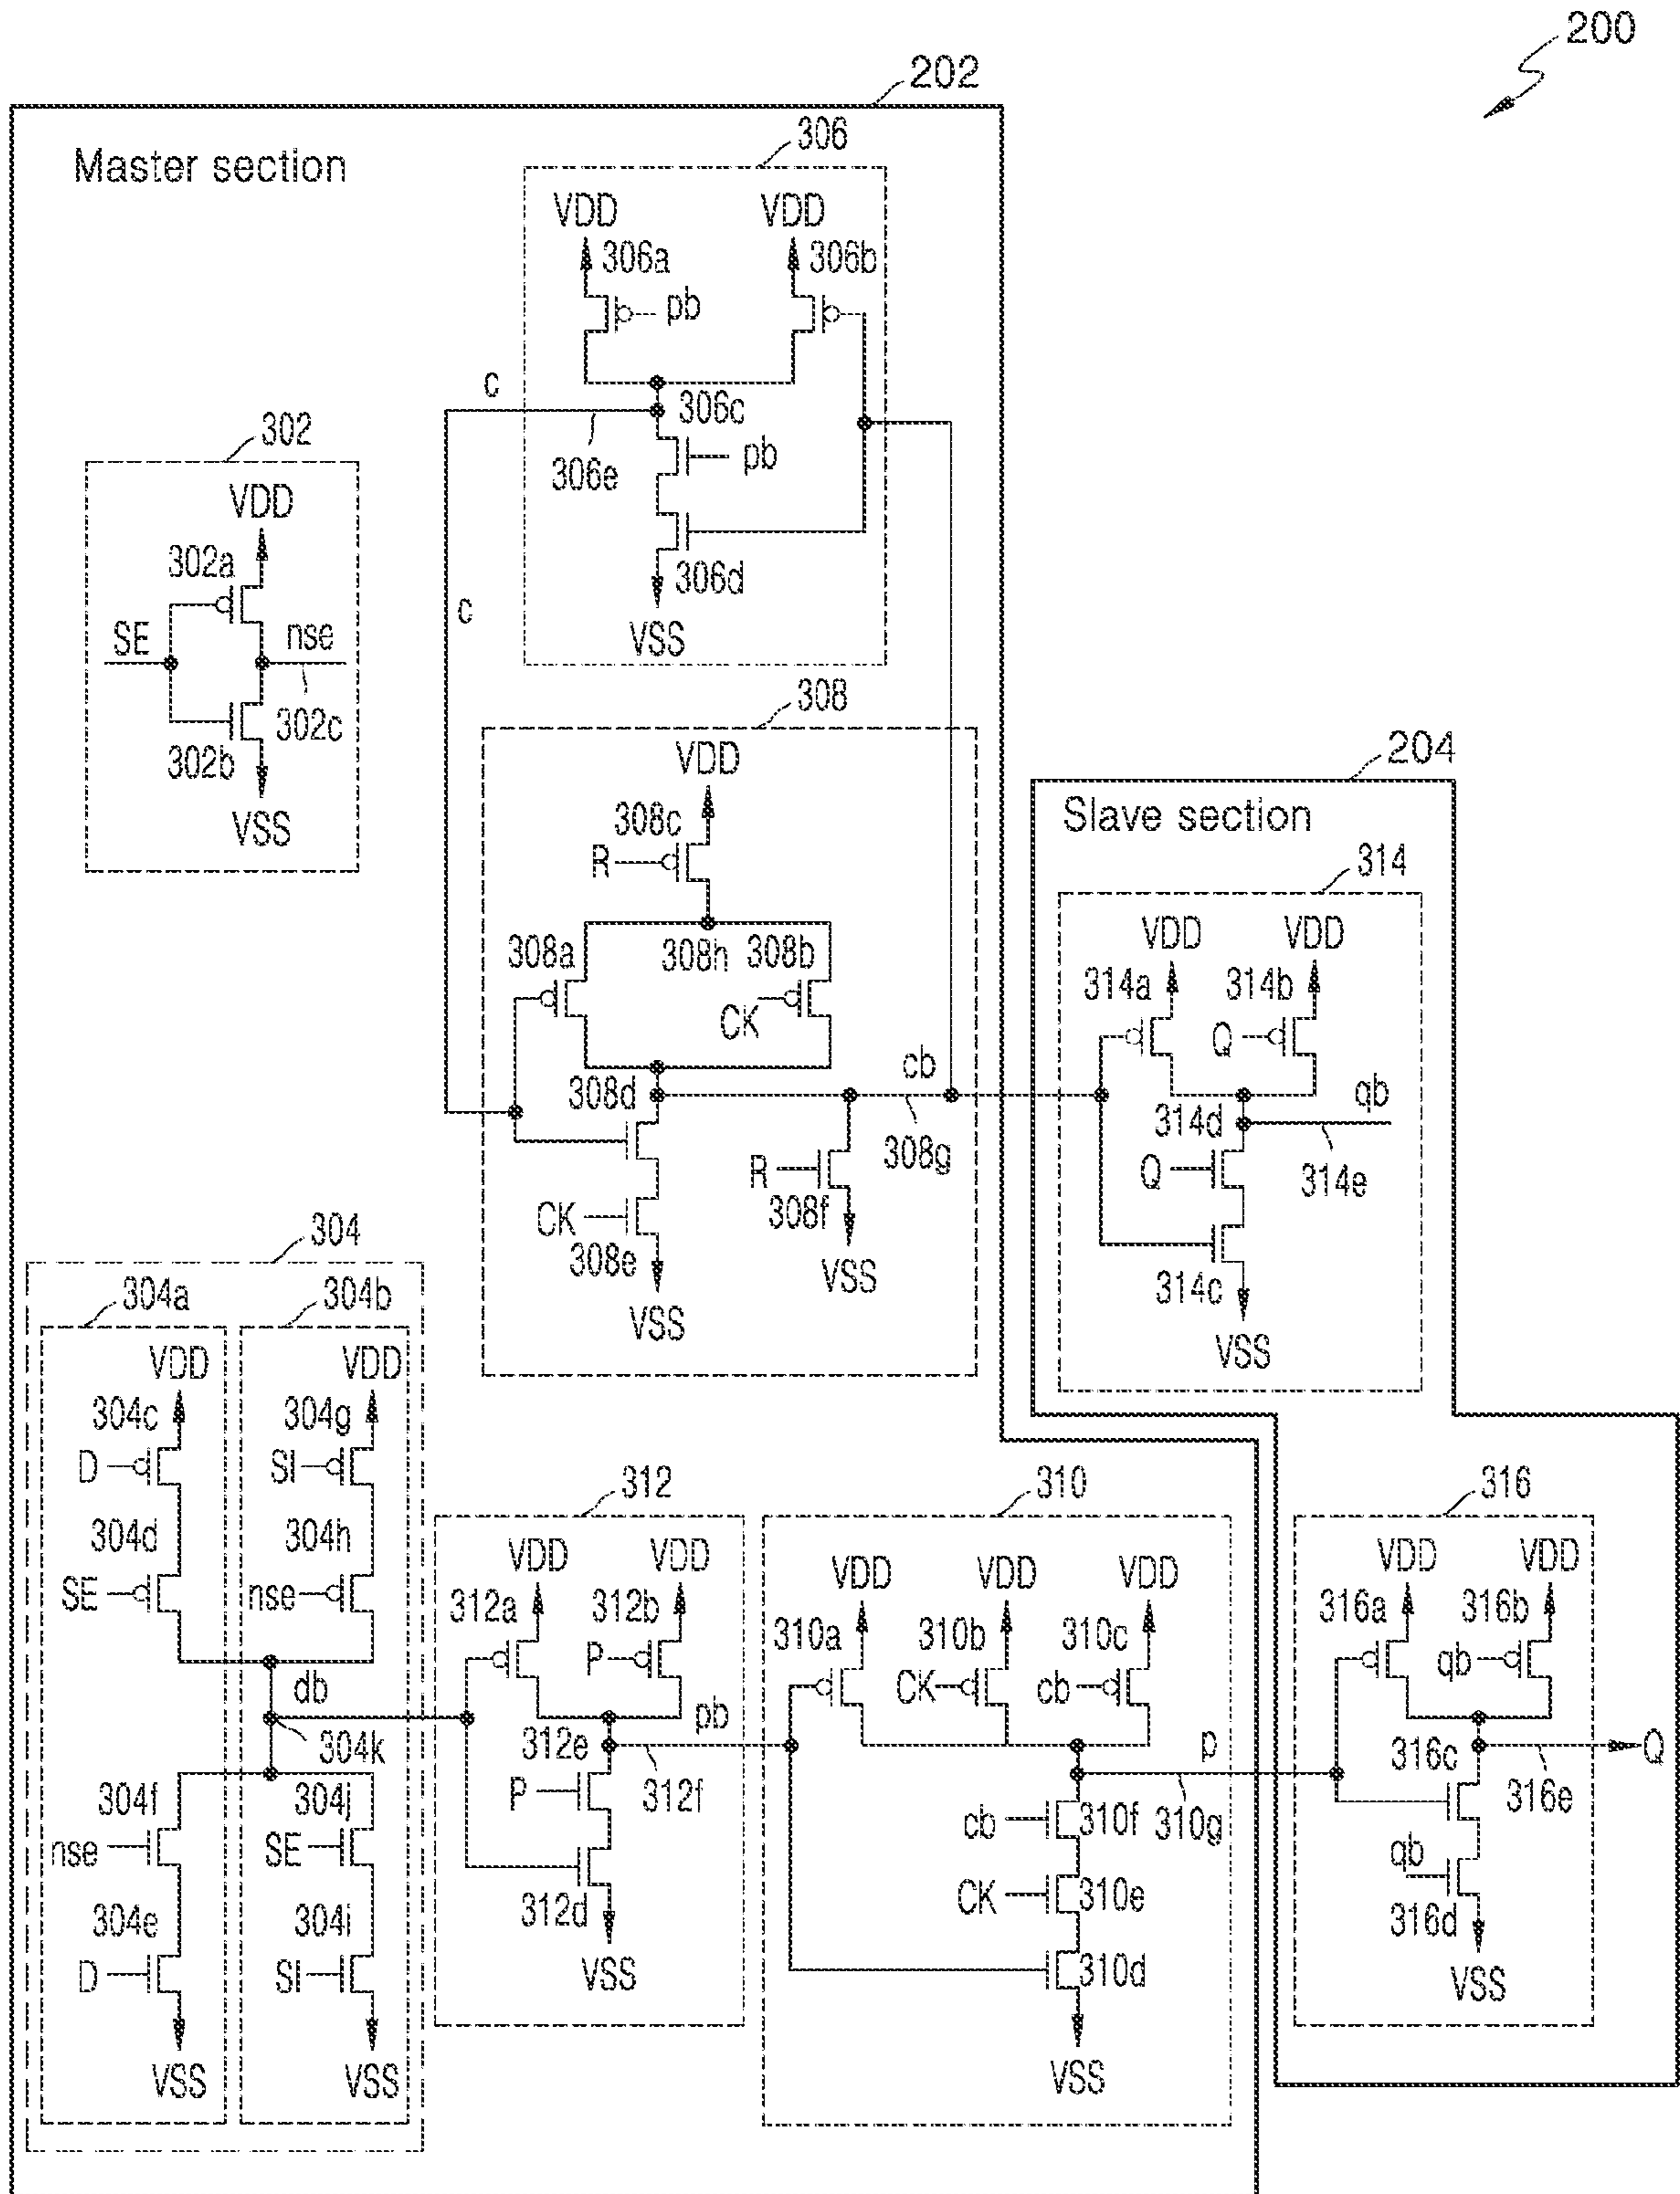 200
202
Master section
306
VDD VDD
306a 306b
pb
c
306c
306e pb
306d
VSS
c
302
VDD
302a
SE nse
302c
302b
VSS
308
VDD
308c
R
308a 308h 308b
CK
308d
cb
308g
R
308f
CK
308e
VSS
VSS
204
Slave section
314
VDD VDD
314a 314b
Q
qb
314d
Q
314e
314c
VSS
304
304a 304b
VDD VDD
304c 304g
D SI
304d 304h
SE nse
db
304k
304f 304j
nse SE
304e 304i
D SI
VSS VSS
312
VDD VDD
312a 312b
P
pb
312e
P 312f
312d
VSS
310
VDD VDD VDD
310a 310b 310c
CK cb
p
cb 310f 310g
CK 310e
310d
VSS
316
VDD VDD
316a 316b
qb
316c Q
316e
qb
316d
VSS